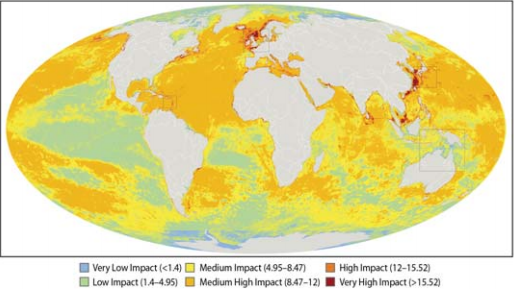 Very Low Impact (<1.4) Medium Impact (4.95–8.47) High Impact (12–15.52)
Low Impact (1.4–4.95) Medium High Impact (8.47–12) Very High Impact (>15.52)